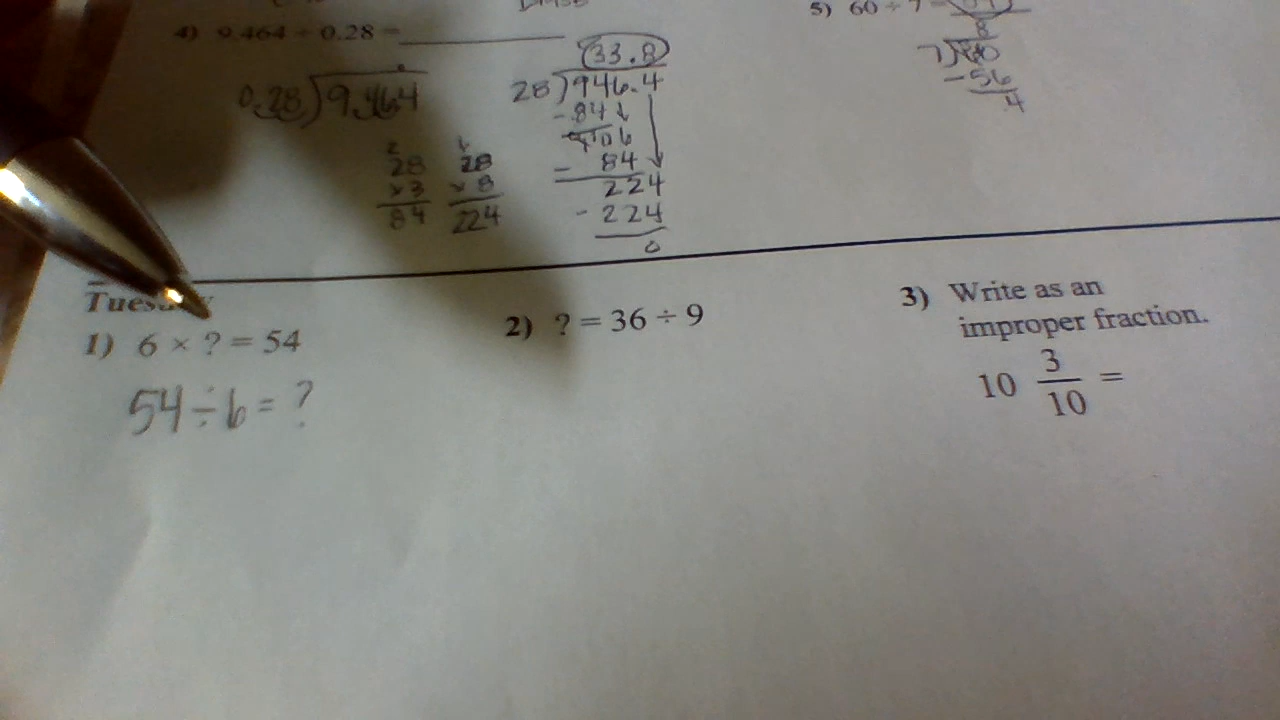 4) 9.464 ÷ 0.28 =
33.8
0.28 ) 9.464
28 ) 946.4
- 84
106
- 84
224
- 224
0
2
28
× 3
84
28
× 8
224
5) 60 ÷ 7
8
7 ) 60
- 56
4
Tuesday
1) 6 × ? = 54
54 ÷ 6 = ?
2) ? = 36 ÷ 9
3) Write as an
improper fraction.
10 3/10 =